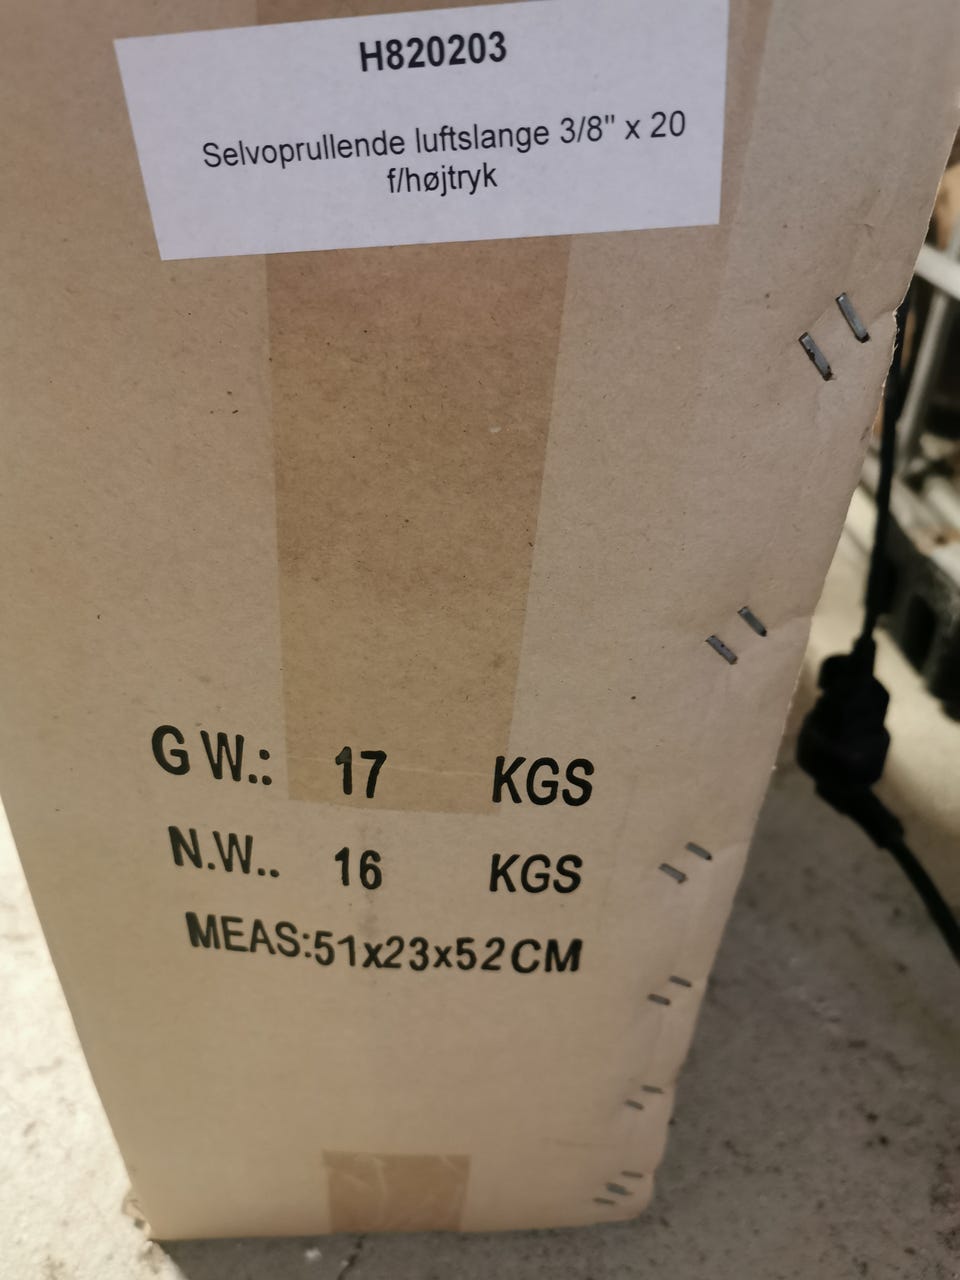 H820203
Selvoprullende luftslange 3/8" x 20
f/højtryk
G W.: 17 KGS
N.W.. 16 KGS
MEAS:51x23x52CM